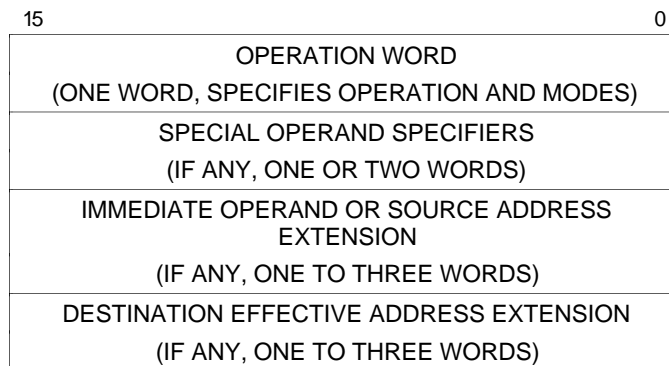 15 0
OPERATION WORD
(ONE WORD, SPECIFIES OPERATION AND MODES)
SPECIAL OPERAND SPECIFIERS
(IF ANY, ONE OR TWO WORDS)
IMMEDIATE OPERAND OR SOURCE ADDRESS
EXTENSION
(IF ANY, ONE TO THREE WORDS)
DESTINATION EFFECTIVE ADDRESS EXTENSION
(IF ANY, ONE TO THREE WORDS)